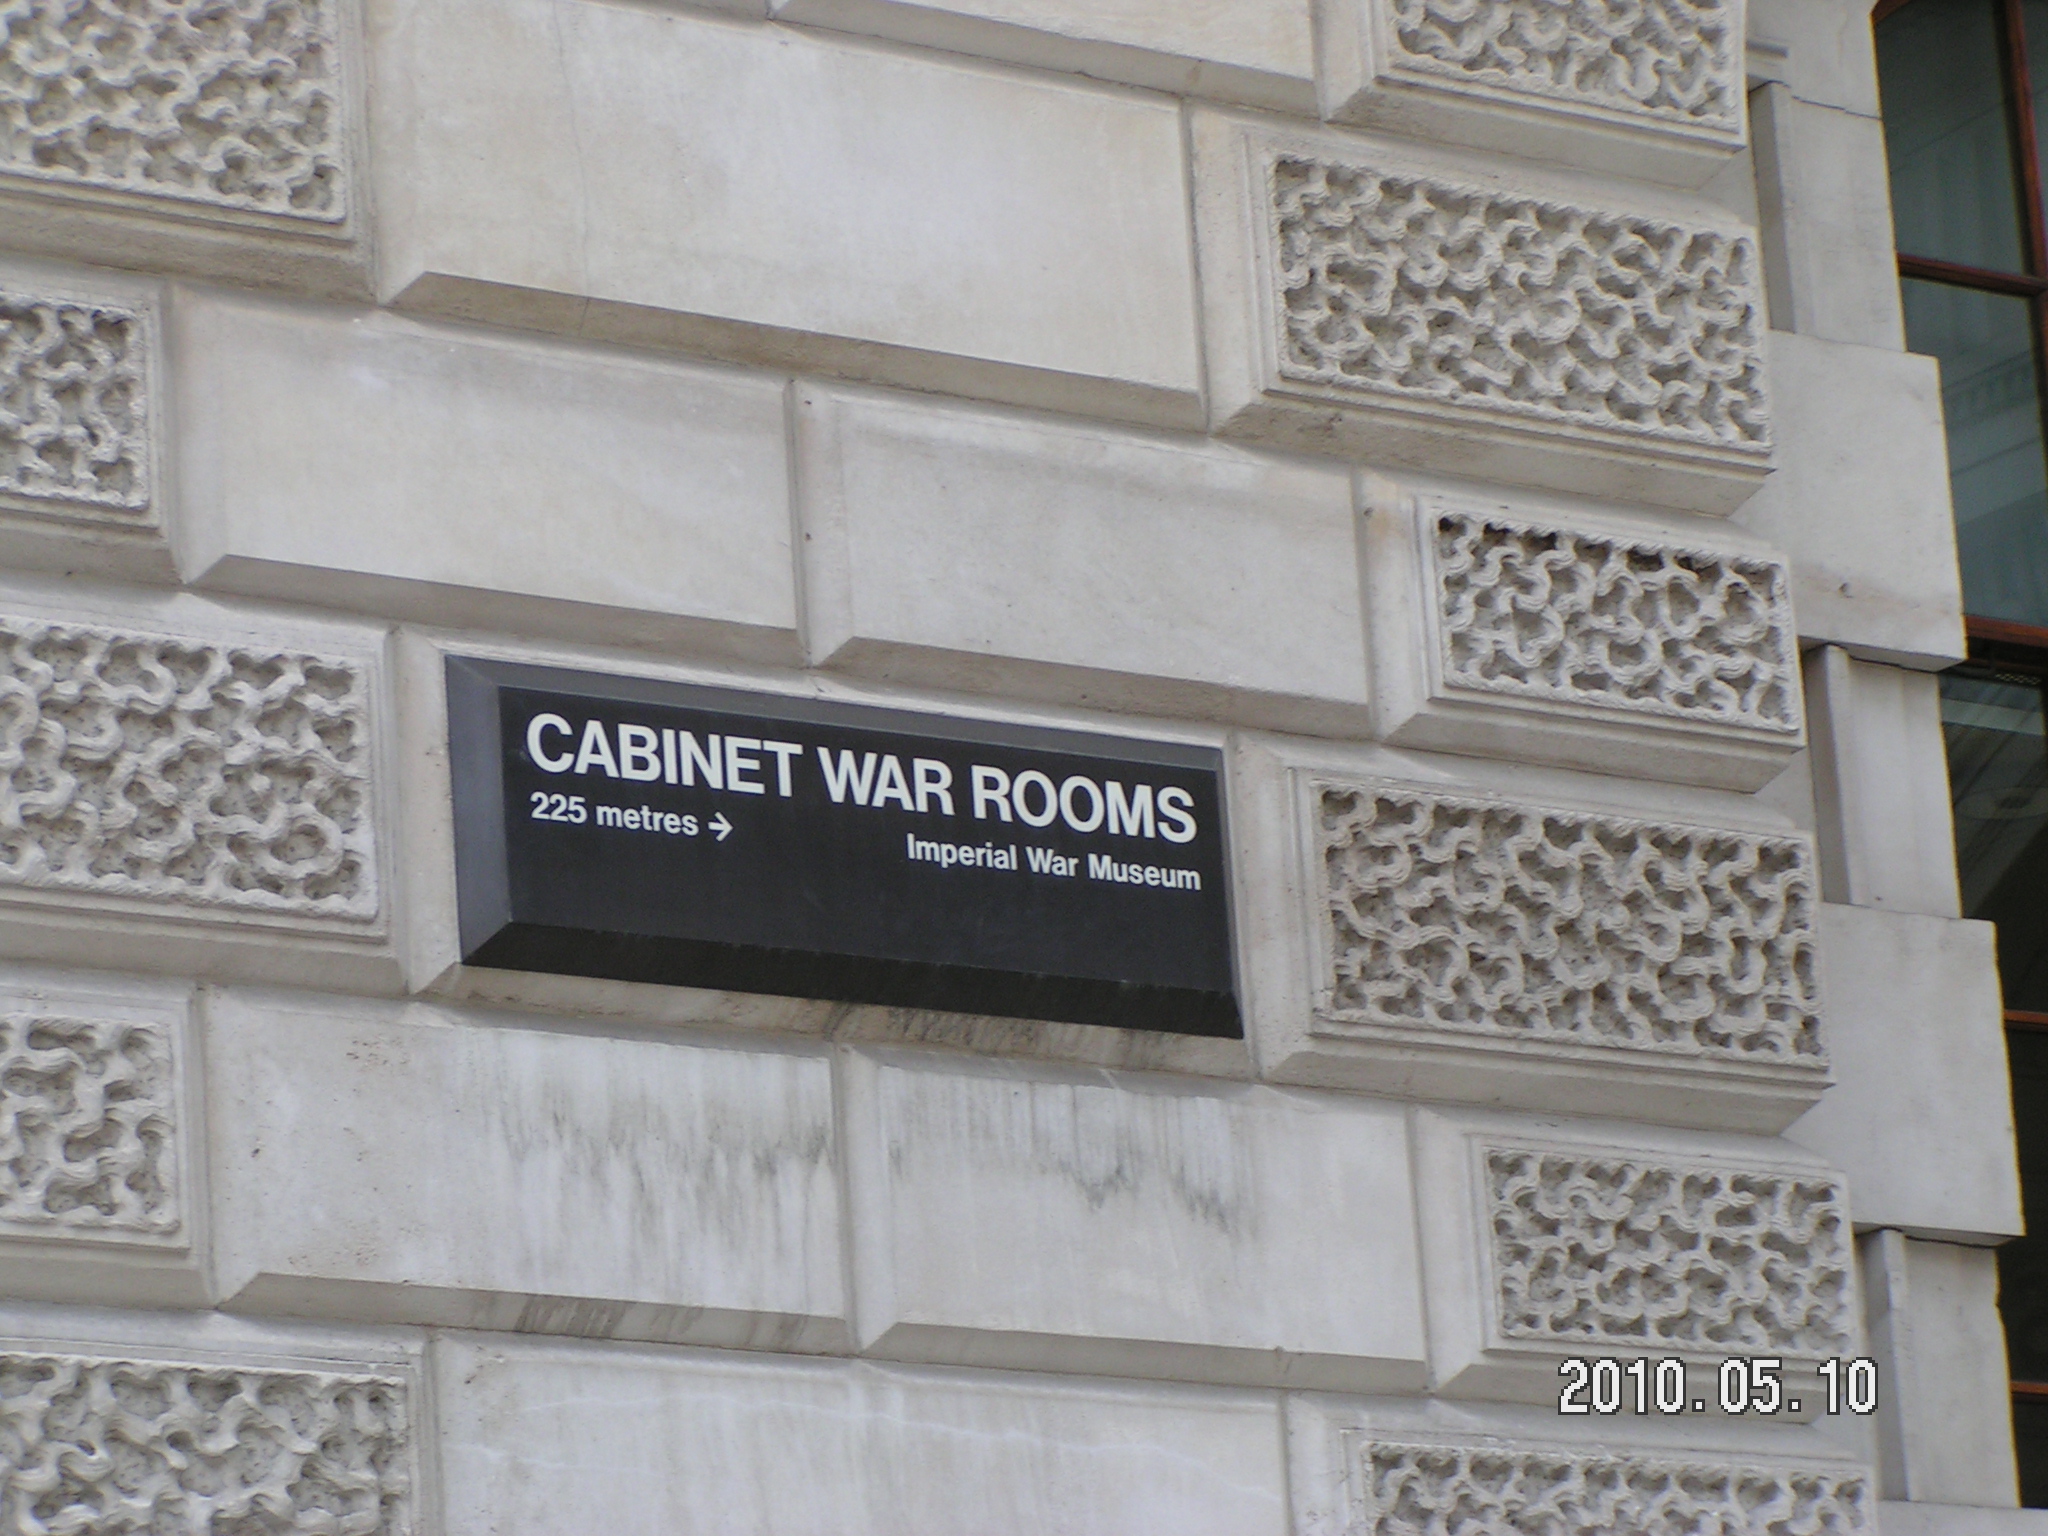 CABINET WAR ROOMS
225 metres →
Imperial War Museum
2010.05.10